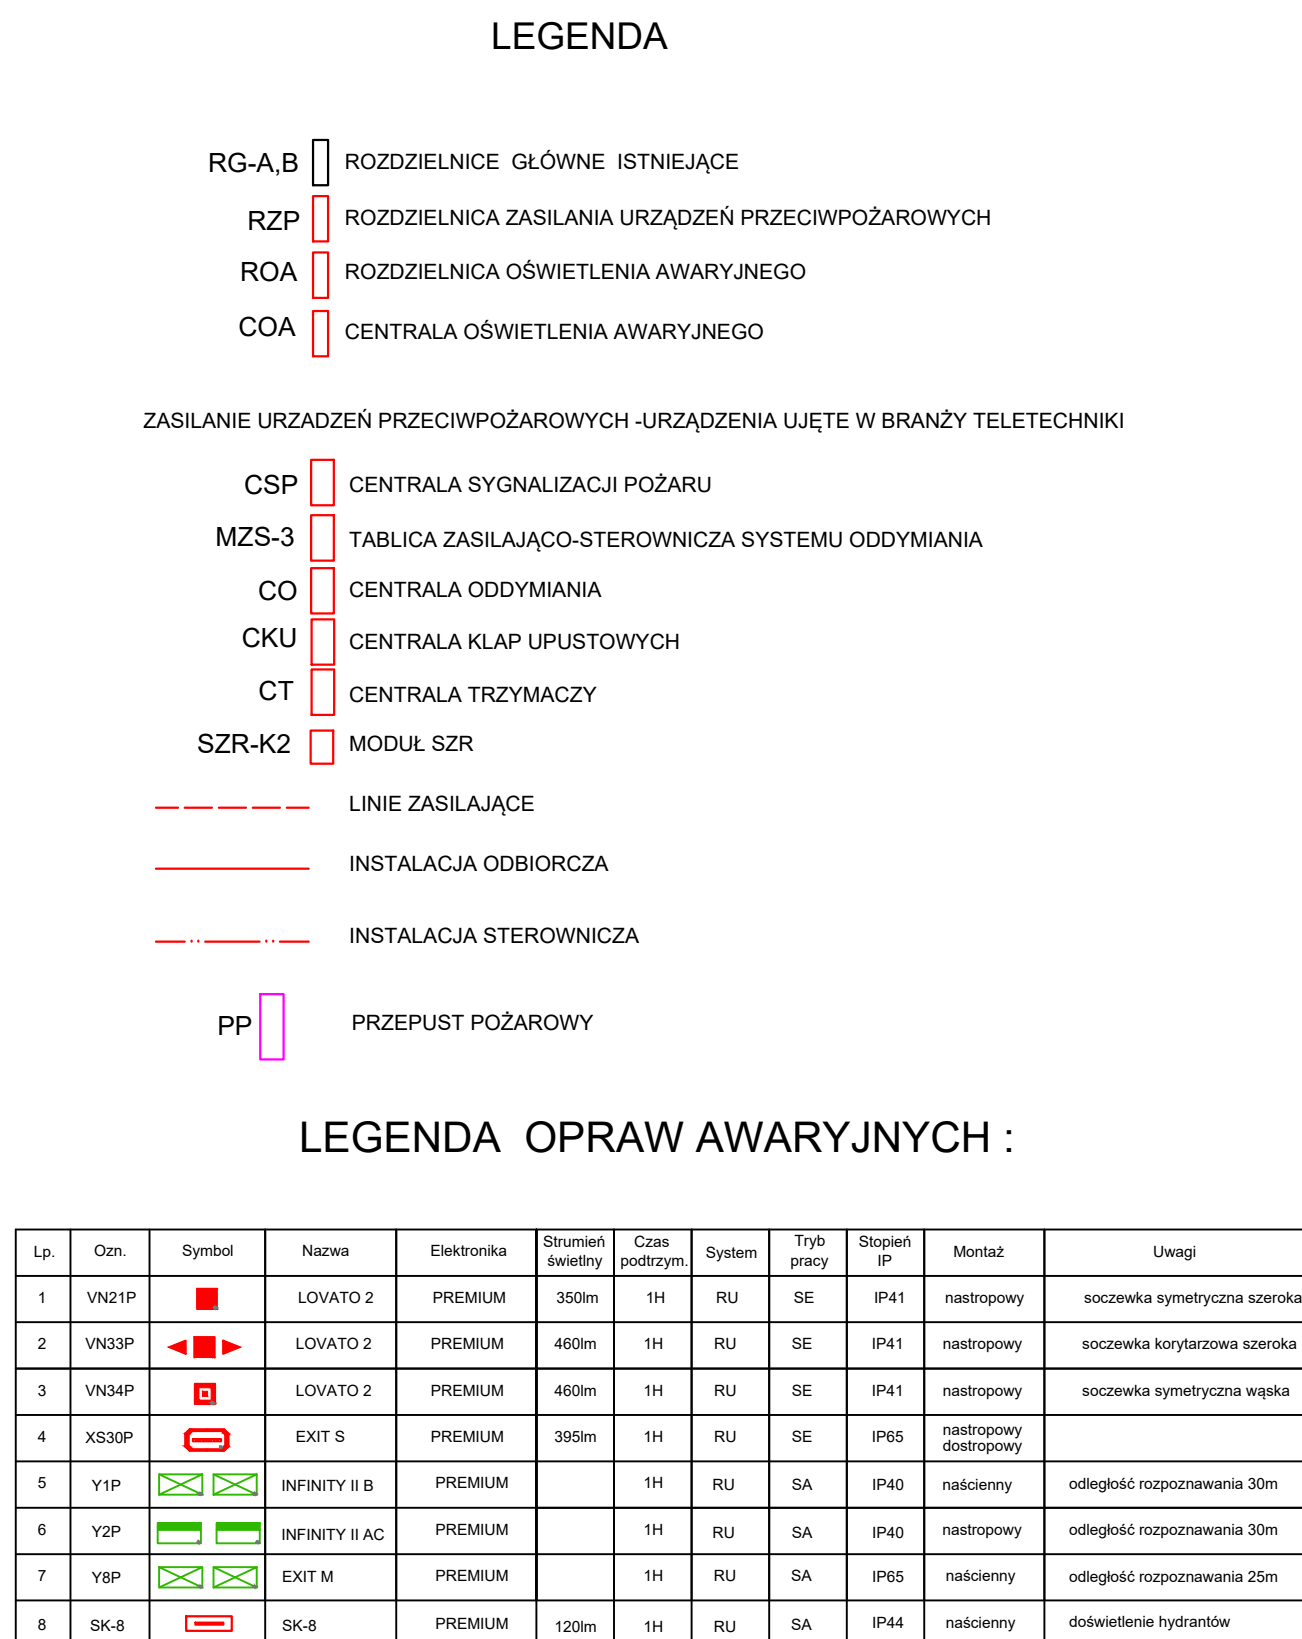 LEGENDA
RG-A,B ROZDZIELNICE GŁÓWNE ISTNIEJĄCE
RZP ROZDZIELNICA ZASILANIA URZĄDZEŃ PRZECIWPOŻAROWYCH
ROA ROZDZIELNICA OŚWIETLENIA AWARYJNEGO
COA CENTRALA OŚWIETLENIA AWARYJNEGO
ZASILANIE URZADZEŃ PRZECIWPOŻAROWYCH -URZĄDZENIA UJĘTE W BRANŻY TELETECHNIKI
CSP CENTRALA SYGNALIZACJI POŻARU
MZS-3 TABLICA ZASILAJĄCO-STEROWNICZA SYSTEMU ODDYMIANIA
CO CENTRALA ODDYMIANIA
CKU CENTRALA KLAP UPUSTOWYCH
CT CENTRALA TRZYMACZY
SZR-K2 MODUŁ SZR
LINIE ZASILAJĄCE
INSTALACJA ODBIORCZA
INSTALACJA STEROWNICZA
PP PRZEPUST POŻAROWY
LEGENDA OPRAW AWARYJNYCH :
Lp. Ozn. Symbol Nazwa Elektronika Strumień świetlny Czas podtrzym. System Tryb pracy Stopień IP Montaż Uwagi
1 VN21P LOVATO 2 PREMIUM 350lm 1H RU SE IP41 nastropowy soczewka symetryczna szeroka
2 VN33P LOVATO 2 PREMIUM 460lm 1H RU SE IP41 nastropowy soczewka korytarzowa szeroka
3 VN34P LOVATO 2 PREMIUM 460lm 1H RU SE IP41 nastropowy soczewka symetryczna wąska
4 XS30P EXIT S PREMIUM 395lm 1H RU SE IP65 nastropowy dostropowy
5 Y1P INFINITY II B PREMIUM 1H RU SA IP40 naścienny odległość rozpoznawania 30m
6 Y2P INFINITY II AC PREMIUM 1H RU SA IP40 nastropowy odległość rozpoznawania 30m
7 Y8P EXIT M PREMIUM 1H RU SA IP65 naścienny odległość rozpoznawania 25m
8 SK-8 SK-8 PREMIUM 120lm 1H RU SA IP44 naścienny doświetlenie hydrantów